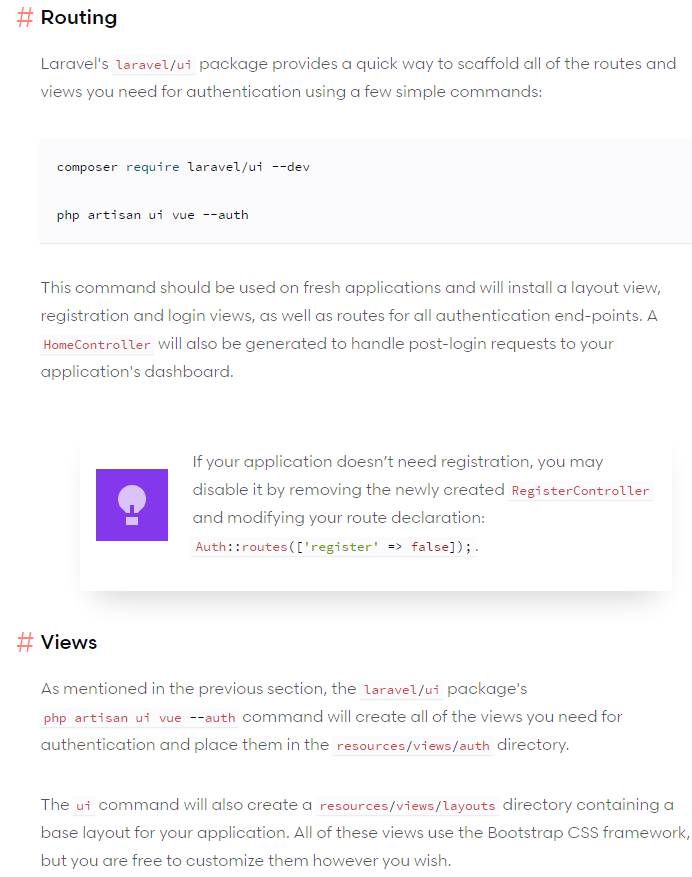 # Routing
Laravel's laravel/ui package provides a quick way to scaffold all of the routes and
views you need for authentication using a few simple commands:
composer require laravel/ui --dev
php artisan ui vue --auth
This command should be used on fresh applications and will install a layout view,
registration and login views, as well as routes for all authentication end-points. A
HomeController will also be generated to handle post-login requests to your
application's dashboard.
If your application doesn’t need registration, you may
disable it by removing the newly created RegisterController
and modifying your route declaration:
Auth::routes(['register' => false]);.
# Views
As mentioned in the previous section, the laravel/ui package's
php artisan ui vue --auth command will create all of the views you need for
authentication and place them in the resources/views/auth directory.
The ui command will also create a resources/views/layouts directory containing a
base layout for your application. All of these views use the Bootstrap CSS framework,
but you are free to customize them however you wish.